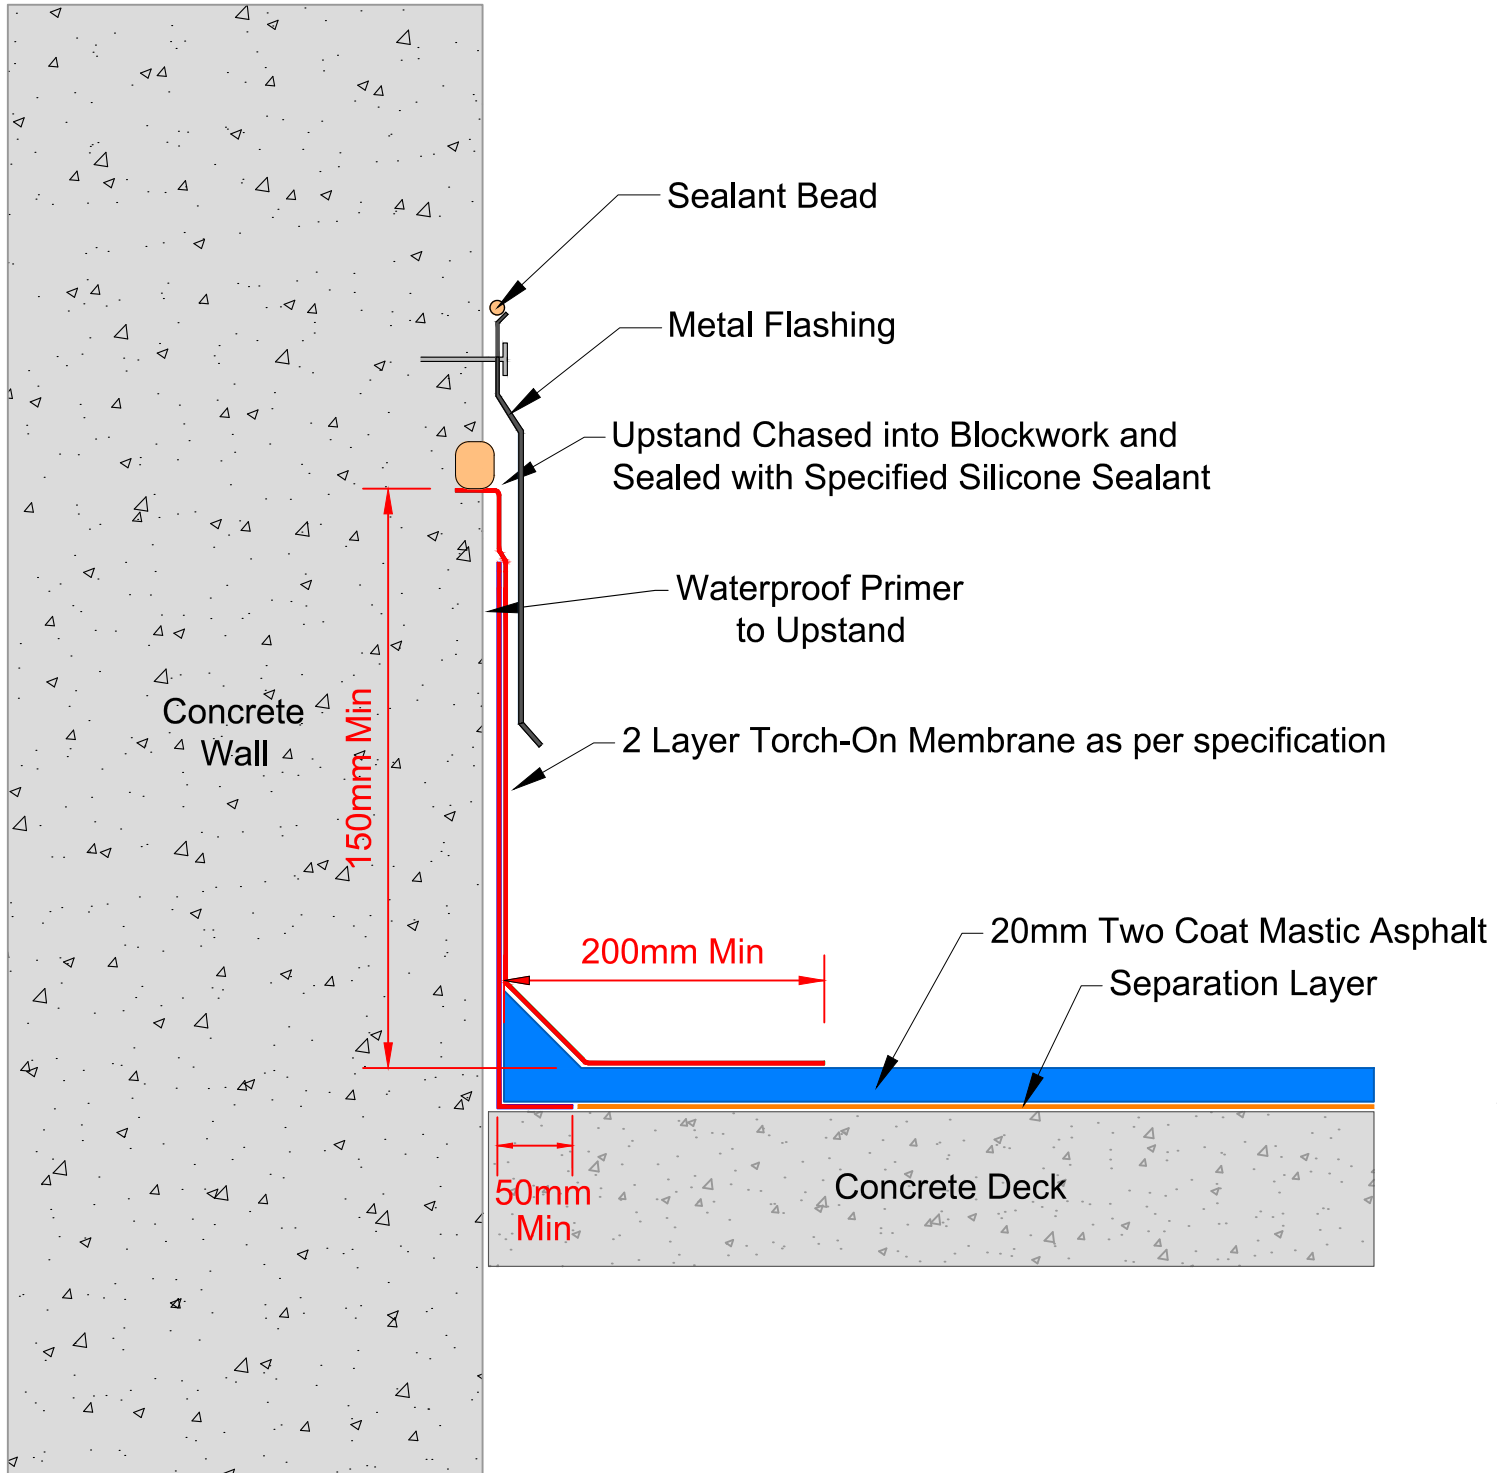 Sealant Bead
Metal Flashing
Upstand Chased into Blockwork and
Sealed with Specified Silicone Sealant
Waterproof Primer
to Upstand
Concrete
Wall
150mm Min
2 Layer Torch-On Membrane as per specification
20mm Two Coat Mastic Asphalt
200mm Min
Separation Layer
Concrete Deck
50mm
Min